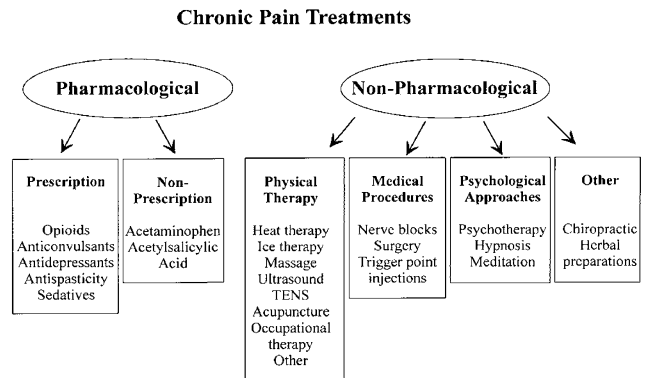 Chronic Pain Treatments
Pharmacological
Non-Pharmacological
Prescription
Opioids
Anticonvulsants
Antidepressants
Antispasticity
Sedatives
Non-
Prescription
Acetaminophen
Acetylsalicylic
Acid
Physical
Therapy
Heat therapy
Ice therapy
Massage
Ultrasound
TENS
Acupuncture
Occupational
therapy
Other
Medical
Procedures
Nerve blocks
Surgery
Trigger point
injections
Psychological
Approaches
Psychotherapy
Hypnosis
Meditation
Other
Chiropractic
Herbal
preparations